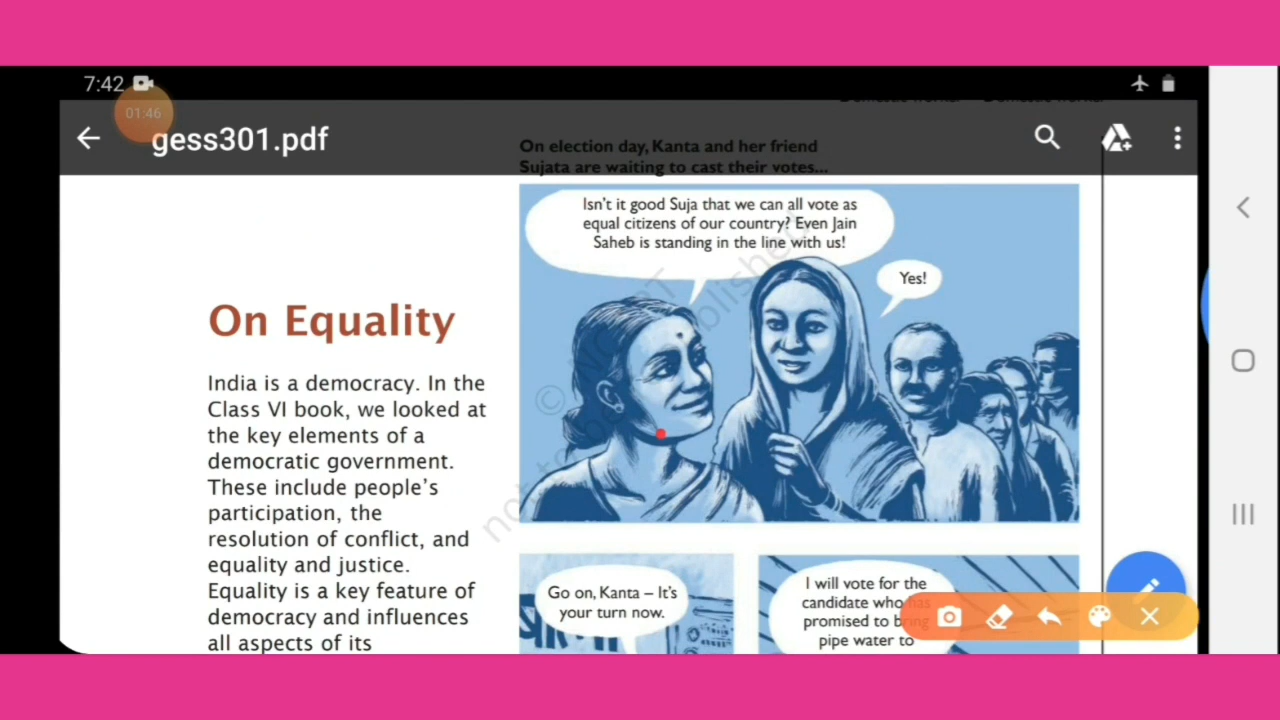 7:42
01:46
gess301.pdf
On election day, Kanta and her friend
Sujata are waiting to cast their votes...
Isn't it good Suja that we can all vote as
equal citizens of our country? Even Jain
Saheb is standing in the line with us!
Yes!
On Equality
India is a democracy. In the
Class VI book, we looked at
the key elements of a
democratic government.
These include people's
participation, the
resolution of conflict, and
equality and justice.
Equality is a key feature of
democracy and influences
all aspects of its
Go on, Kanta – It's
your turn now.
I will vote for the
candidate who has
promised to bring
pipe water to